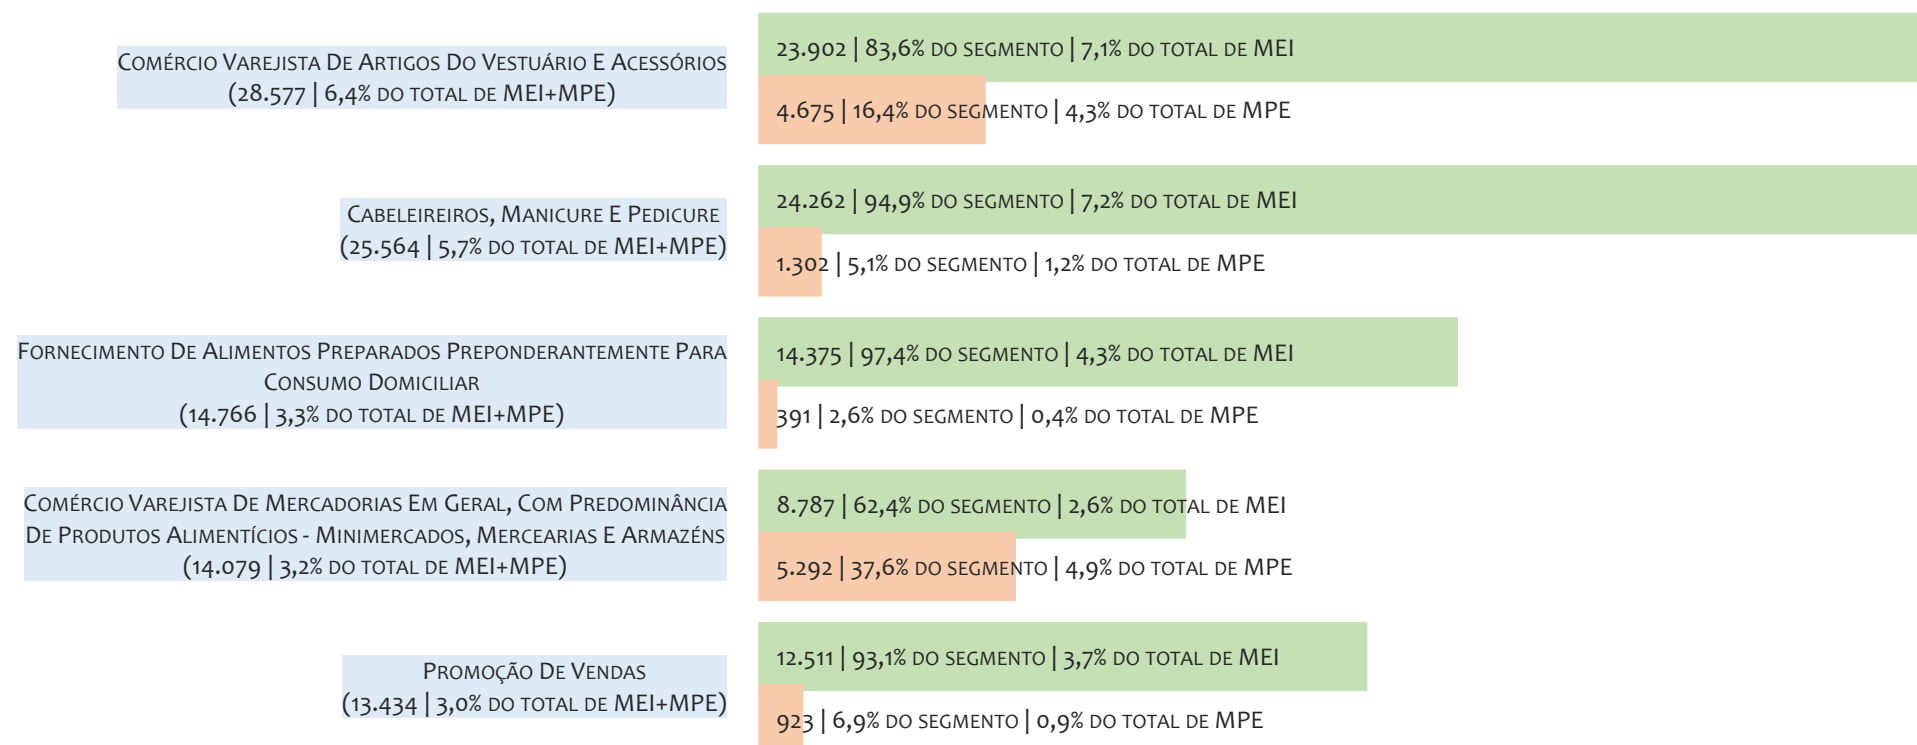 Comércio Varejista De Artigos Do Vestuário E Acessórios
(28.577 | 6,4% do total de MEI+MPE)
23.902 | 83,6% do segmento | 7,1% do total de MEI
4.675 | 16,4% do segmento | 4,3% do total de MPE
Cabeleireiros, Manicure E Pedicure
(25.564 | 5,7% do total de MEI+MPE)
24.262 | 94,9% do segmento | 7,2% do total de MEI
1.302 | 5,1% do segmento | 1,2% do total de MPE
Fornecimento De Alimentos Preparados Preponderantemente Para
Consumo Domiciliar
(14.766 | 3,3% do total de MEI+MPE)
14.375 | 97,4% do segmento | 4,3% do total de MEI
391 | 2,6% do segmento | 0,4% do total de MPE
Comércio Varejista De Mercadorias Em Geral, Com Predominância
De Produtos Alimentícios - Minimercados, Mercearias E Armazéns
(14.079 | 3,2% do total de MEI+MPE)
8.787 | 62,4% do segmento | 2,6% do total de MEI
5.292 | 37,6% do segmento | 4,9% do total de MPE
Promoção De Vendas
(13.434 | 3,0% do total de MEI+MPE)
12.511 | 93,1% do segmento | 3,7% do total de MEI
923 | 6,9% do segmento | 0,9% do total de MPE